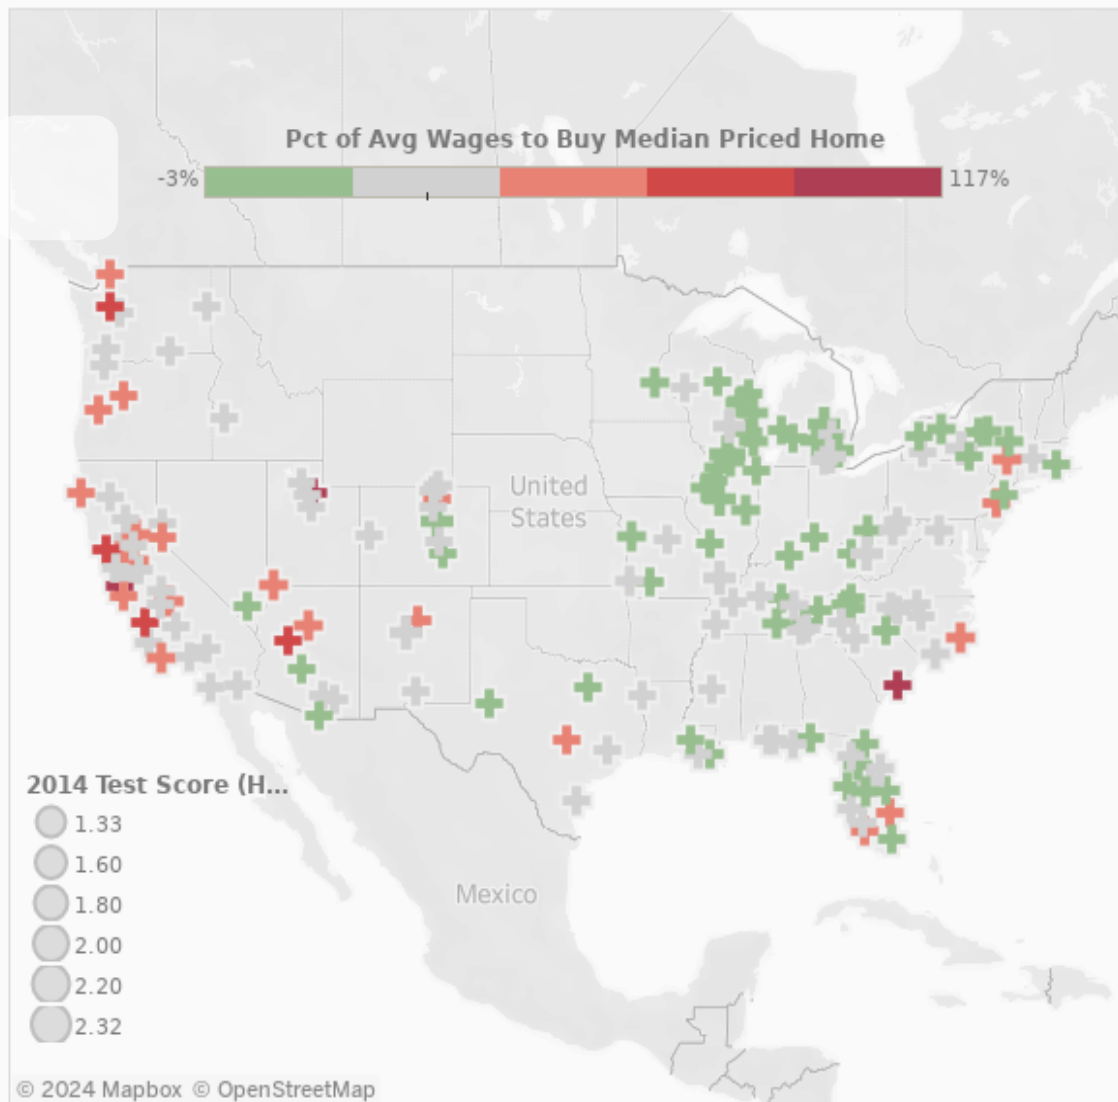 Pct of Avg Wages to Buy Median Priced Home
-3% 117%
United
States
2014 Test Score (H...
1.33
1.60
1.80
2.00
2.20
2.32
Mexico
© 2024 Mapbox © OpenStreetMap